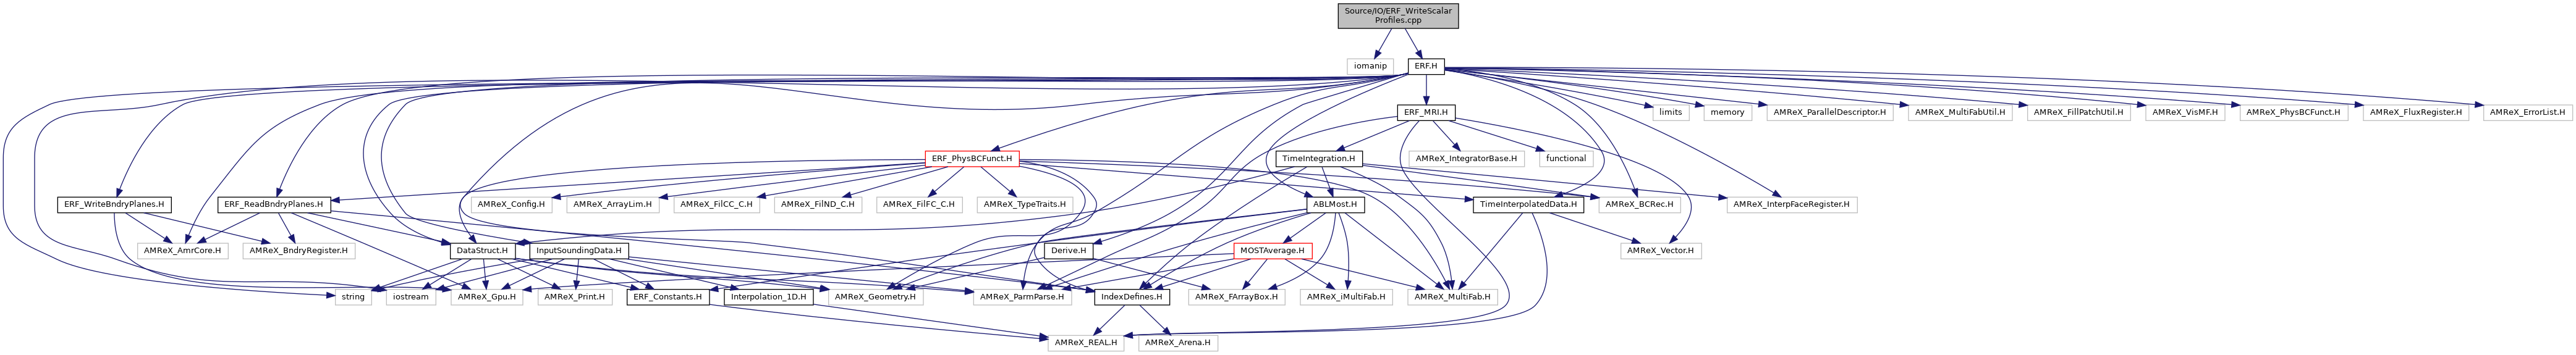 Source/IO/ERF_WriteScalar
Profiles.cpp
iomanip
ERF.H
ERF_MRI.H
limits
memory
AMReX_ParallelDescriptor.H
AMReX_MultiFabUtil.H
AMReX_FillPatchUtil.H
AMReX_VisMF.H
AMReX_PhysBCFunct.H
AMReX_FluxRegister.H
AMReX_ErrorList.H
ERF_PhysBCFunct.H
TimeIntegration.H
AMReX_IntegratorBase.H
functional
ERF_WriteBndryPlanes.H
ERF_ReadBndryPlanes.H
AMReX_Config.H
AMReX_ArrayLim.H
AMReX_FilCC_C.H
AMReX_FilND_C.H
AMReX_FilFC_C.H
AMReX_TypeTraits.H
ABLMost.H
TimeInterpolatedData.H
AMReX_BCRec.H
AMReX_InterpFaceRegister.H
AMReX_AmrCore.H
AMReX_BndryRegister.H
DataStruct.H
InputSoundingData.H
Derive.H
MOSTAverage.H
AMReX_Vector.H
string
iostream
AMReX_Gpu.H
AMReX_Print.H
ERF_Constants.H
Interpolation_1D.H
AMReX_Geometry.H
AMReX_ParmParse.H
IndexDefines.H
AMReX_FArrayBox.H
AMReX_iMultiFab.H
AMReX_MultiFab.H
AMReX_REAL.H
AMReX_Arena.H